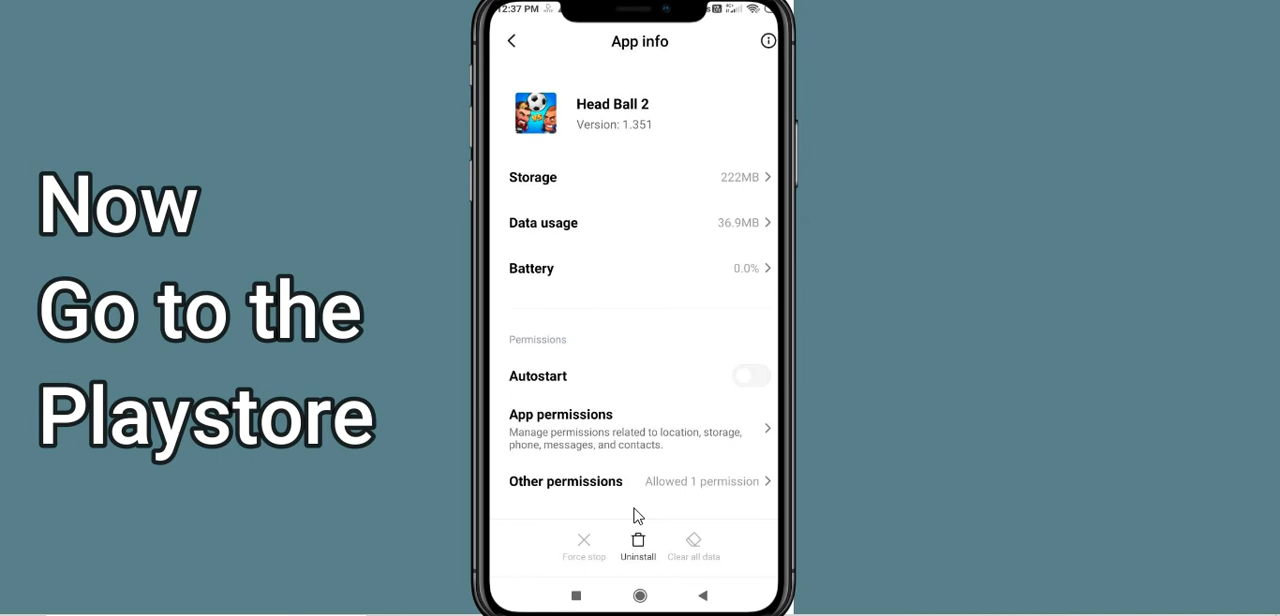 Now
Go to the
Playstore
12:37 PM
App info
Head Ball 2
Version: 1.351
Storage 222MB
Data usage 36.9MB
Battery 0.0%
Permissions
Autostart
App permissions
Manage permissions related to location, storage,
phone, messages, and contacts.
Other permissions Allowed 1 permission
Force stop Uninstall Clear all data